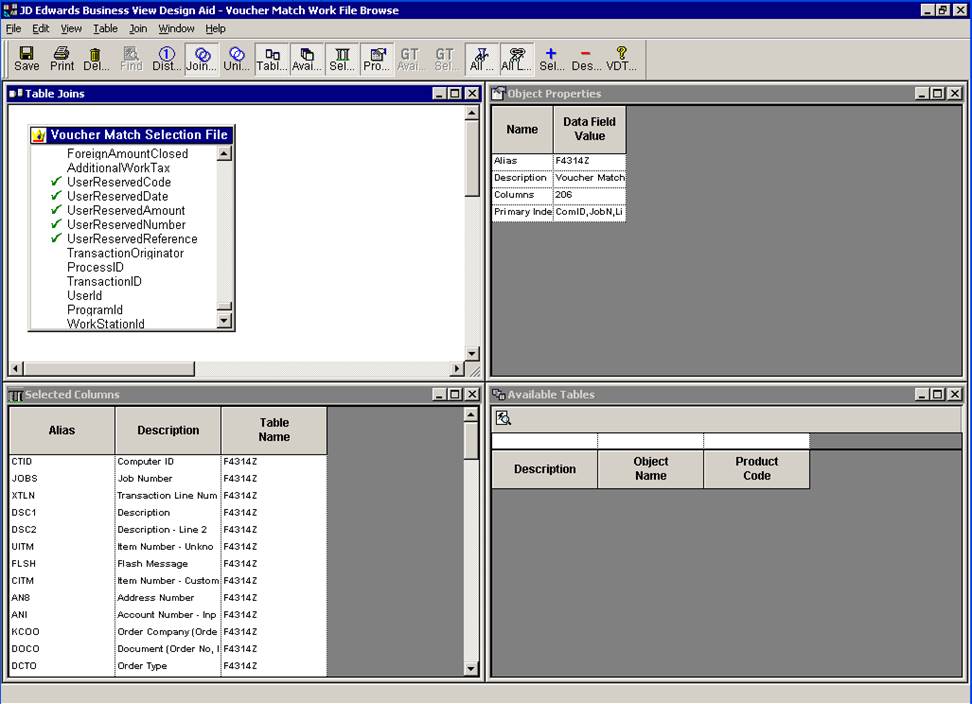 JD Edwards Business View Design Aid - Voucher Match Work File Browse
File Edit View Table Join Window Help
Save Print Del... Find Dist... Join... Uni... Tabl... Avai... Sel... Pro... GT Avai... GT Sel... All ... All L... Sel... Des... VDT...
Table Joins
Voucher Match Selection File
ForeignAmountClosed
AdditionalWorkTax
UserReservedCode
UserReservedDate
UserReservedAmount
UserReservedNumber
UserReservedReference
TransactionOriginator
ProcessID
TransactionID
UserId
ProgramId
WorkStationId
Object Properties
Name Data Field Value
Alias F4314Z
Description Voucher Match
Columns 206
Primary Inde ComID,JobN,Li
Selected Columns
Alias Description Table Name
CTID Computer ID F4314Z
JOBS Job Number F4314Z
XTLN Transaction Line Num F4314Z
DSC1 Description F4314Z
DSC2 Description - Line 2 F4314Z
UITM Item Number - Unkno F4314Z
FLSH Flash Message F4314Z
CITM Item Number - Custom F4314Z
AN8 Address Number F4314Z
ANI Account Number - Inp F4314Z
KCOO Order Company (Orde F4314Z
DOCO Document (Order No, I F4314Z
DCTO Order Type F4314Z
Available Tables
Description Object Name Product Code